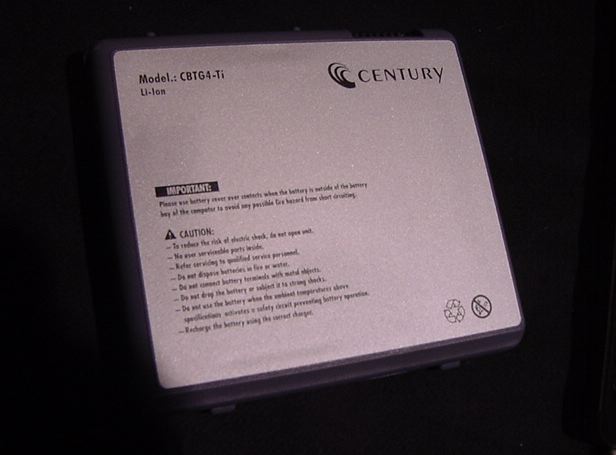 Model.: CBTG4-Ti
Li-Ion
CENTURY
IMPORTANT:
Please use battery cover over contacts when the battery is outside of the battery
bay of the computer to avoid any possible fire hazard from short circuiting.
CAUTION:
– To reduce the risk of electric shock, do not open unit.
– No user serviceable parts inside.
– Refer servicing to qualified service personnel.
– Do not dispose batteries in fire or water.
– Do not connect battery terminals with metal objects.
– Do not drop the battery or subject it to strong shocks.
– Do not use the battery when the ambient temperatures above
specifications activates a safety circuit preventing battery operation.
– Recharge the battery using the correct charger.